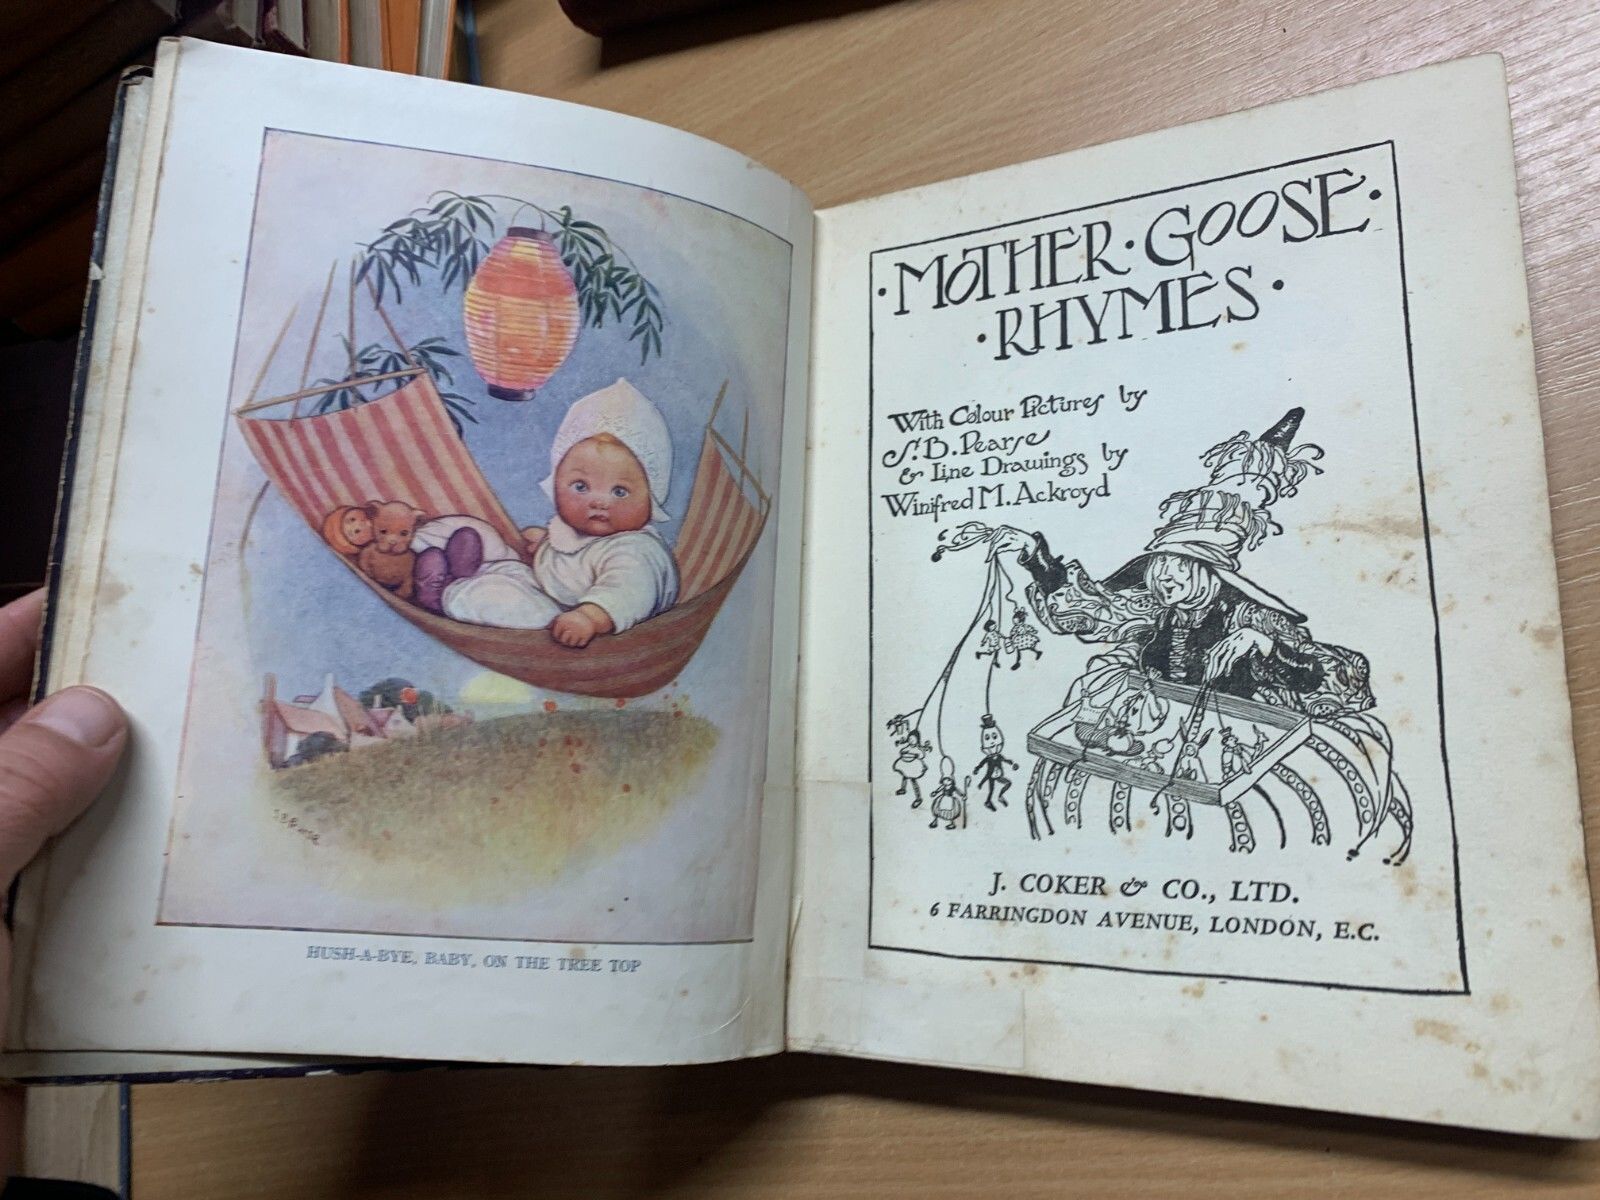 S.B. Pearse
HUSH-A-BYE, BABY, ON THE TREE TOP
·MOTHER·GOOSE·
·RHYMES·
With Colour Pictures by
S.B. Pearse
& Line Drawings by
Winifred M. Ackroyd
J. COKER & CO., LTD.
6 FARRINGDON AVENUE, LONDON, E.C.